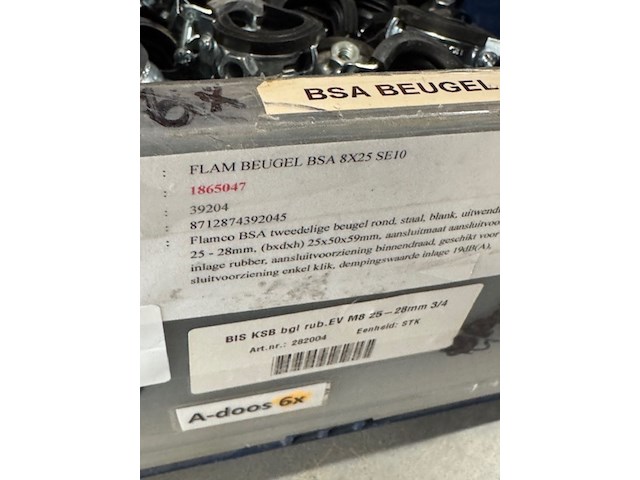 6x
BSA BEUGEL
: FLAM BEUGEL BSA 8X25 SE10
: 1865047
: 39204
8712874392045
: Flamco BSA tweedelige beugel rond, staal, blank, uitwendi
25 - 28mm, (bxdxh) 25x50x59mm, aansluitmaat aansluitvoor
inlage rubber, aansluitvoorziening binnendraad, geschikt voor
sluitvoorziening enkel klik, dempingswaarde inlage 19dB(A),
BIS KSB bgl rub.EV M8 25-28mm 3/4
Art.nr.: 282004 Eenheid: STK
A-doos 6x